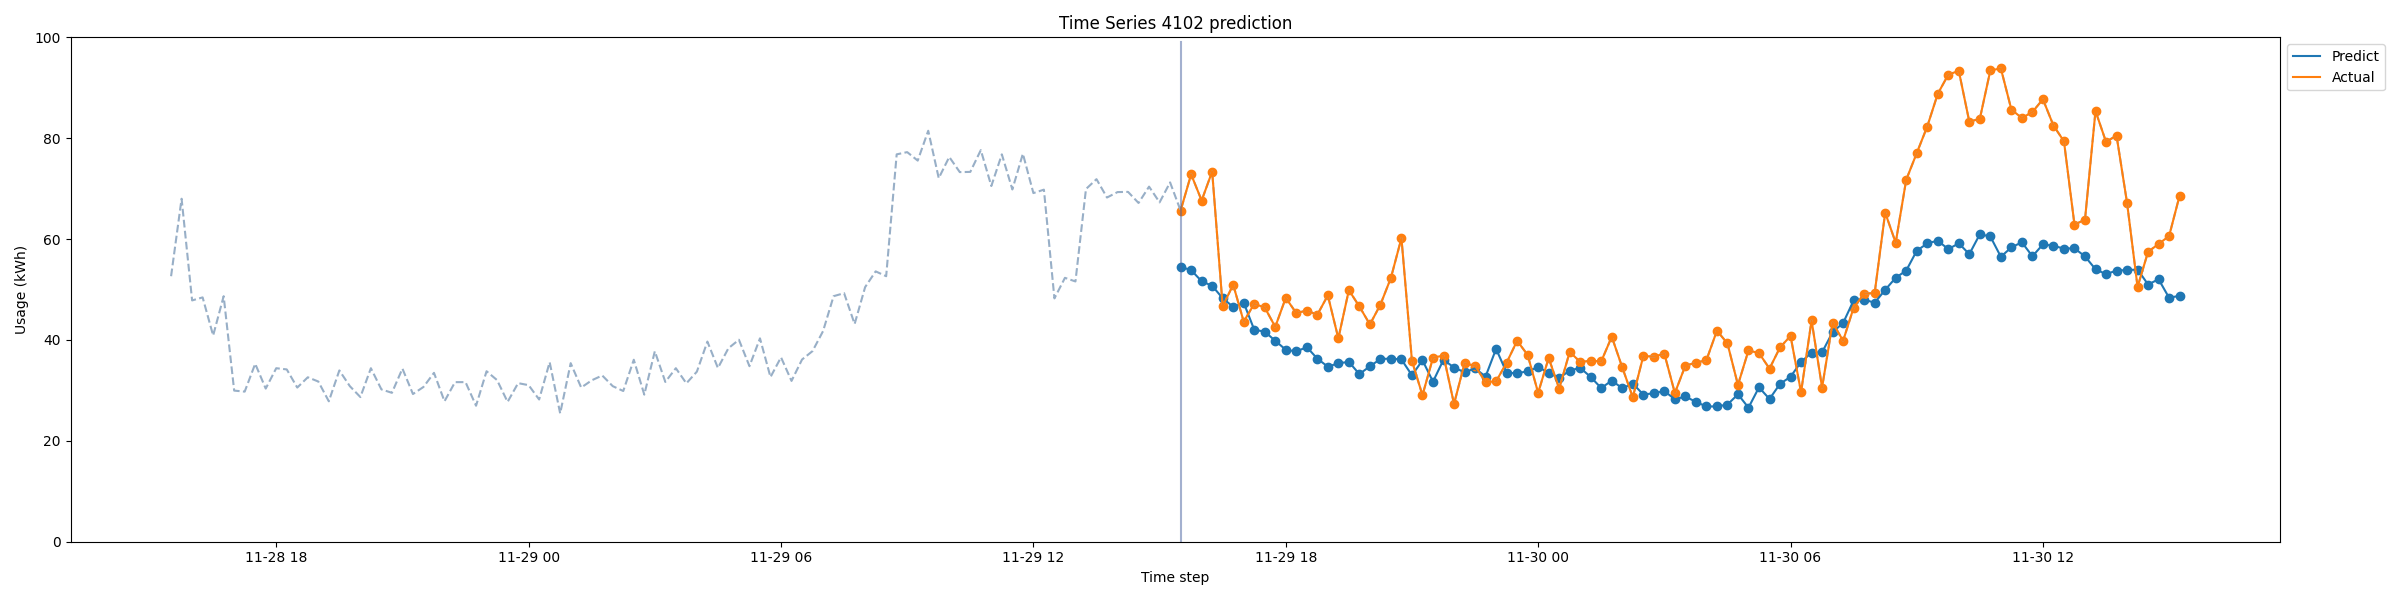 Time Series 4102 prediction
Predict
Actual
Usage (kWh)
100
80
60
40
20
0
11-28 18
11-29 00
11-29 06
11-29 12
11-29 18
11-30 00
11-30 06
11-30 12
Time step